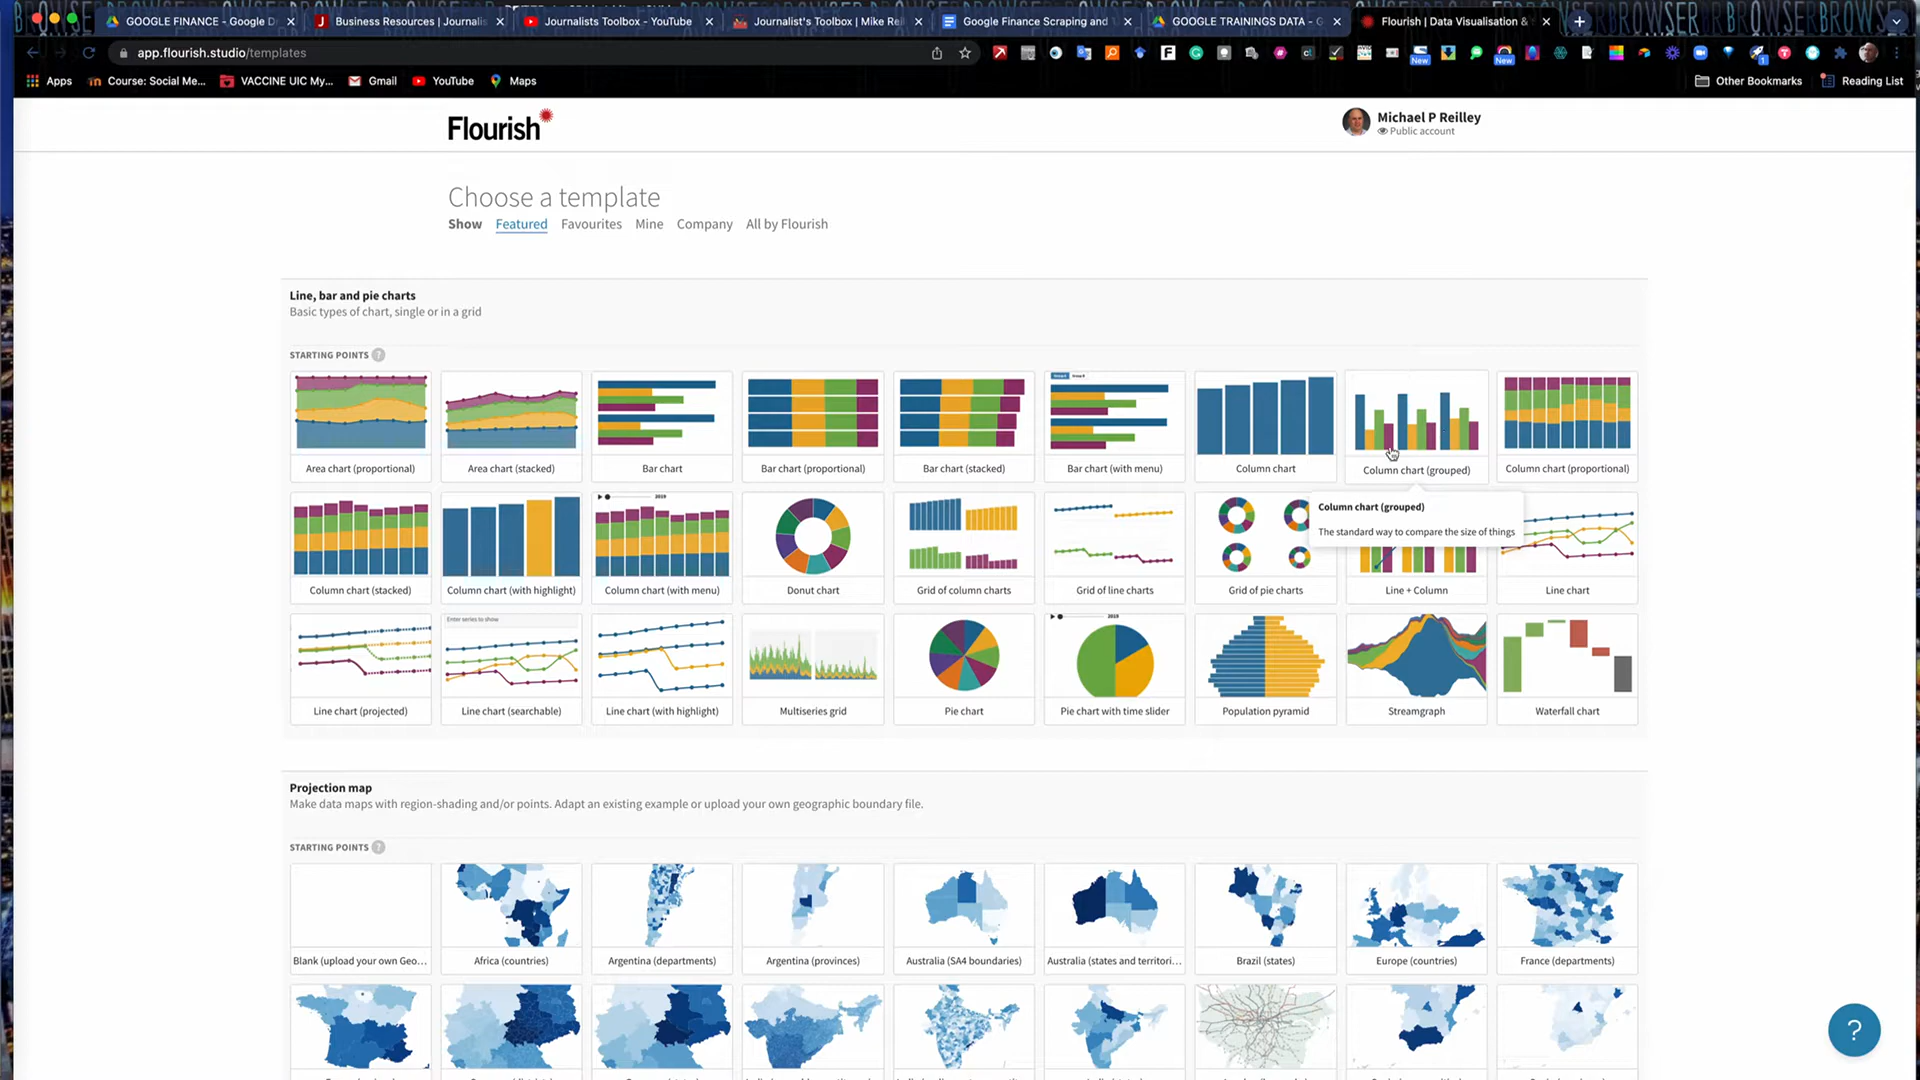 GOOGLE FINANCE - Google D
Business Resources | Journalis
Journalists Toolbox - YouTube
Journalist's Toolbox | Mike Rei
Google Finance Scraping and
GOOGLE TRAININGS DATA - G
Flourish | Data Visualisation &
app.flourish.studio/templates
New
New
Apps
Course: Social Me...
VACCINE UIC My...
Gmail
YouTube
Maps
Other Bookmarks
Reading List
Flourish
Michael P Reilley
Public account
Choose a template
Show Featured Favourites Mine Company All by Flourish
Line, bar and pie charts
Basic types of chart, single or in a grid
STARTING POINTS ?
Area chart (proportional)
Area chart (stacked)
Bar chart
Bar chart (proportional)
Bar chart (stacked)
Bar chart (with menu)
Column chart
Column chart (grouped)
Column chart (proportional)
Column chart (grouped)
The standard way to compare the size of things
2019
Column chart (stacked)
Column chart (with highlight)
Column chart (with menu)
Donut chart
Grid of column charts
Grid of line charts
Grid of pie charts
Line + Column
Line chart
Enter series to show
2019
Line chart (projected)
Line chart (searchable)
Line chart (with highlight)
Multiseries grid
Pie chart
Pie chart with time slider
Population pyramid
Streamgraph
Waterfall chart
Projection map
Make data maps with region-shading and/or points. Adapt an existing example or upload your own geographic boundary file.
STARTING POINTS ?
Blank (upload your own Geo...
Africa (countries)
Argentina (departments)
Argentina (provinces)
Australia (SA4 boundaries)
Australia (states and territori...
Brazil (states)
Europe (countries)
France (departments)
?